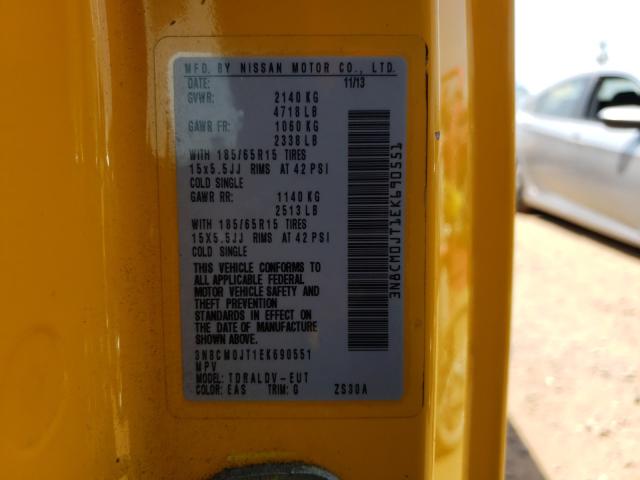 MFD. BY NISSAN MOTOR CO., LTD.
DATE: 11/13
GVWR: 2140 KG
4718 LB
GAWR FR: 1060 KG
2338 LB
WITH 185/65R15 TIRES
15x5.5JJ RIMS AT 42 PSI
COLD SINGLE
GAWR RR: 1140 KG
2513 LB
WITH 185/65R15 TIRES
15X5.5JJ RIMS AT 42 PSI
COLD SINGLE
THIS VEHICLE CONFORMS TO
ALL APPLICABLE FEDERAL
MOTOR VEHICLE SAFETY AND
THEFT PREVENTION
STANDARDS IN EFFECT ON
THE DATE OF MANUFACTURE
SHOWN ABOVE.
3N8CM0JT1EK690551
MPV
MODEL: TDRALDV-EUT
COLOR: EAS TRIM: G ZS30A
3N8CM0JT1EK690551